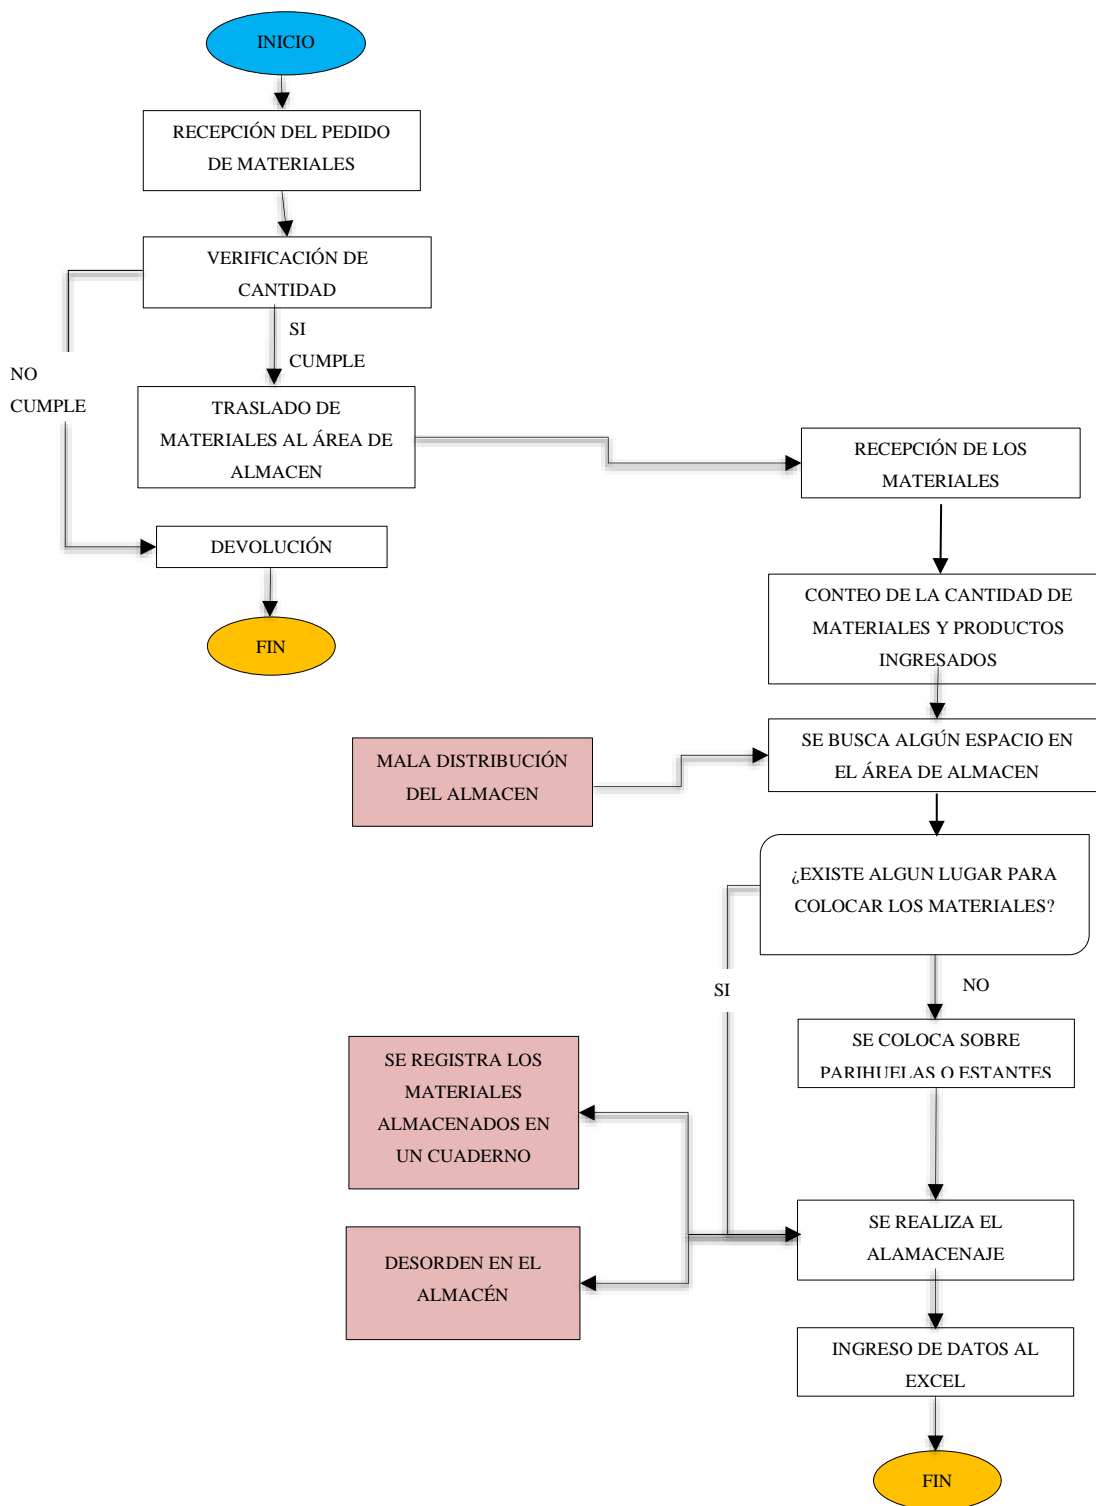 INICIO
RECEPCIÓN DEL PEDIDO
DE MATERIALES
VERIFICACIÓN DE
CANTIDAD
SI
CUMPLE
NO
CUMPLE
TRASLADO DE
MATERIALES AL ÁREA DE
ALMACEN
RECEPCIÓN DE LOS
MATERIALES
DEVOLUCIÓN
FIN
CONTEO DE LA CANTIDAD DE
MATERIALES Y PRODUCTOS
INGRESADOS
MALA DISTRIBUCIÓN
DEL ALMACEN
SE BUSCA ALGÚN ESPACIO EN
EL ÁREA DE ALMACEN
¿EXISTE ALGUN LUGAR PARA
COLOCAR LOS MATERIALES?
SI
NO
SE COLOCA SOBRE
PARIHUELAS O ESTANTES
SE REGISTRA LOS
MATERIALES
ALMACENADOS EN
UN CUADERNO
DESORDEN EN EL
ALMACÉN
SE REALIZA EL
ALAMACENAJE
INGRESO DE DATOS AL
EXCEL
FIN